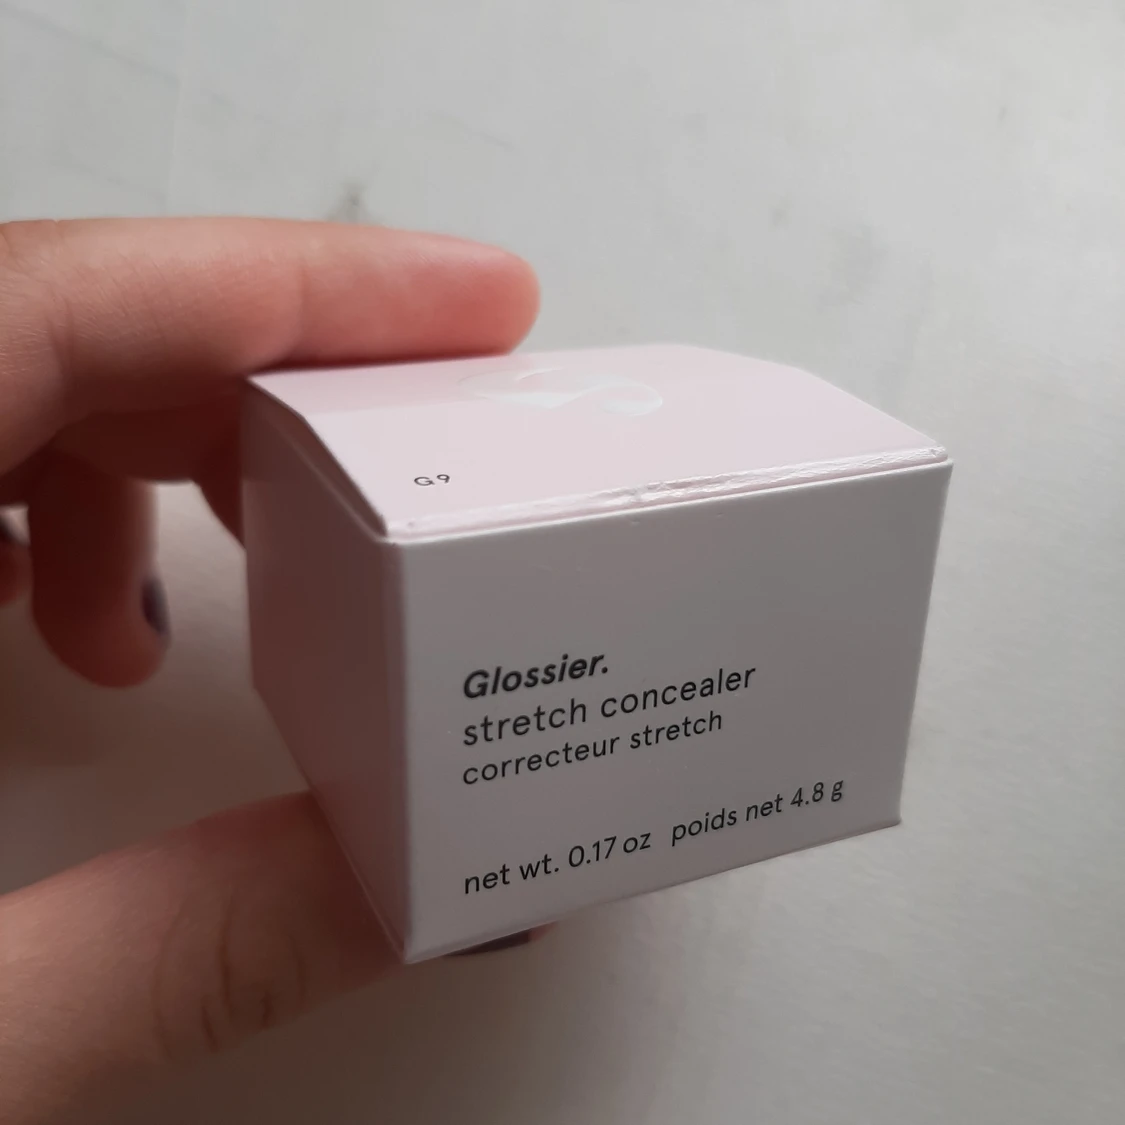 G9
Glossier.
stretch concealer
correcteur stretch
net wt. 0.17 oz poids net 4.8 g